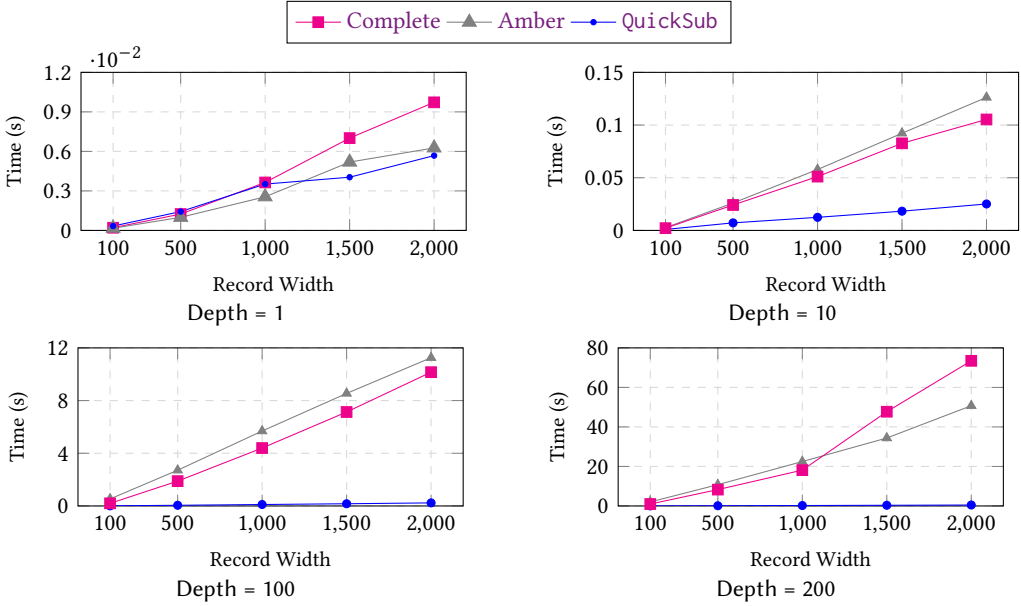 Complete Amber QuickSub
·10⁻²
1.2
0.9
0.6
0.3
0
Time (s)
100 500 1,000 1,500 2,000
Record Width
Depth = 1
0.15
0.1
0.05
0
Time (s)
100 500 1,000 1,500 2,000
Record Width
Depth = 10
12
8
4
0
Time (s)
100 500 1,000 1,500 2,000
Record Width
Depth = 100
80
60
40
20
0
Time (s)
100 500 1,000 1,500 2,000
Record Width
Depth = 200